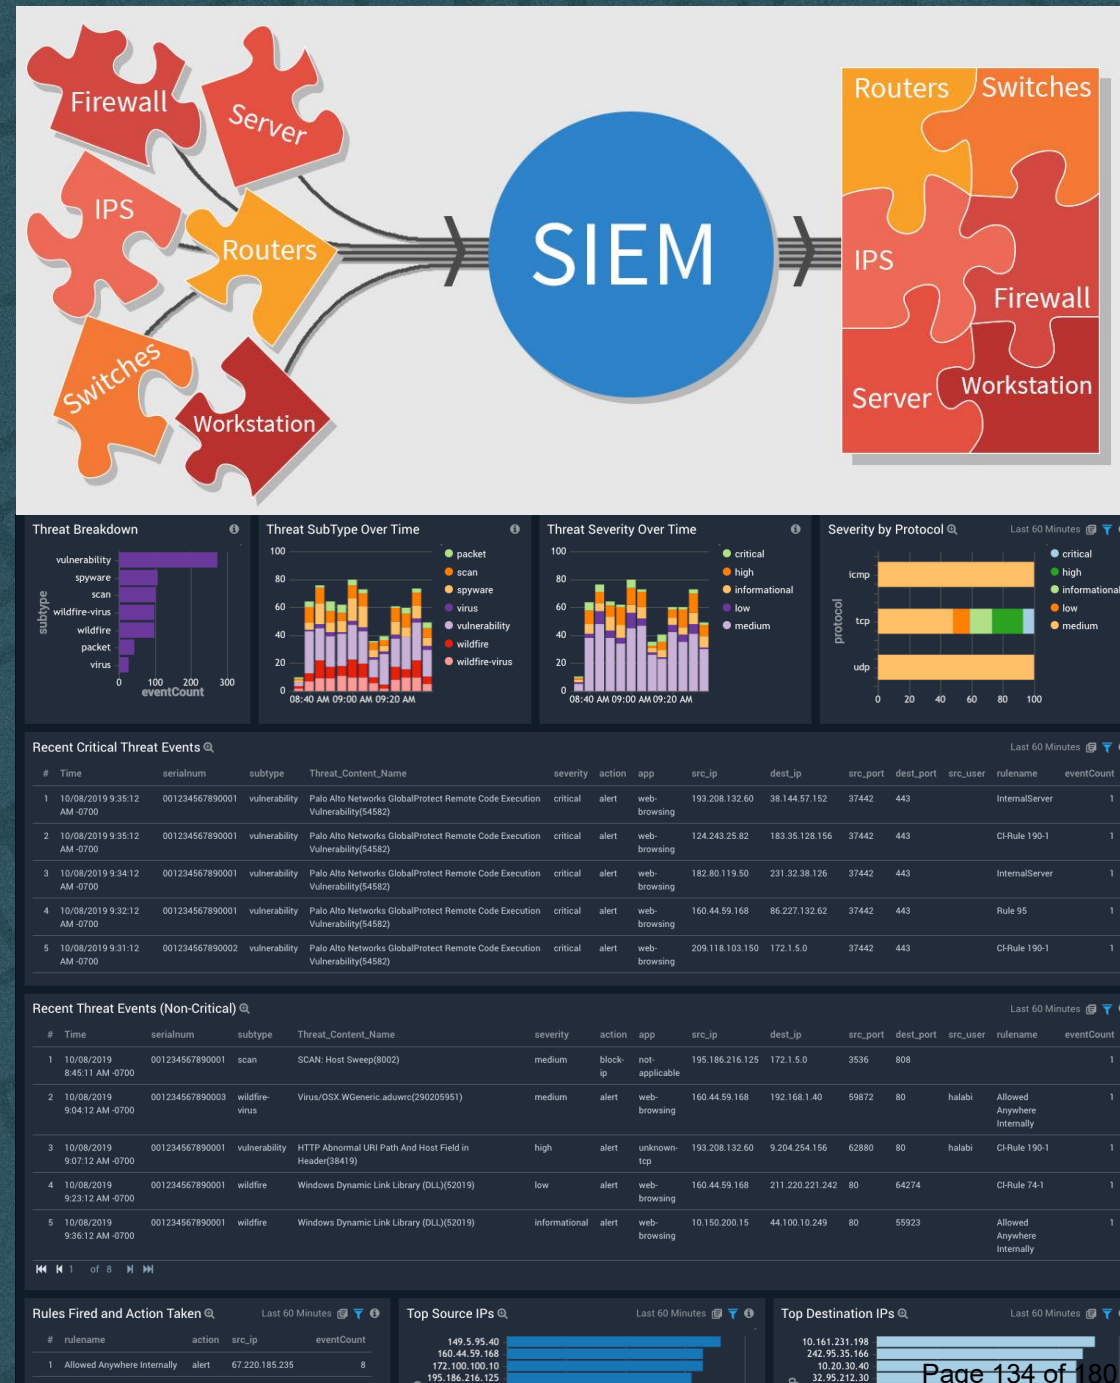 Firewall
Server
IPS
Routers
Switches
Workstation
SIEM
Routers Switches
IPS
Firewall
Server Workstation
Threat Breakdown
subtype
vulnerability
spyware
scan
wildfire-virus
wildfire
packet
virus
0 100 200 300
eventCount
Threat SubType Over Time
100
80
60
40
20
0
08:40 AM 09:00 AM 09:20 AM
packet
scan
spyware
virus
vulnerability
wildfire
wildfire-virus
Threat Severity Over Time
100
80
60
40
20
0
08:40 AM 09:00 AM 09:20 AM
critical
high
informational
low
medium
Severity by Protocol Last 60 Minutes
protocol
icmp
tcp
udp
0 20 40 60 80 100
critical
high
informational
low
medium
Recent Critical Threat Events Last 60 Minutes
# Time serialnum subtype Threat_Content_Name severity action app src_ip dest_ip src_port dest_port src_user rulename eventCount
1 10/08/2019 9:35:12 001234567890001 vulnerability Palo Alto Networks GlobalProtect Remote Code Execution critical alert web- 193.208.132.60 38.144.57.152 37442 443 InternalServer 1
AM -0700 Vulnerability(54582) browsing
2 10/08/2019 9:35:12 001234567890001 vulnerability Palo Alto Networks GlobalProtect Remote Code Execution critical alert web- 124.243.25.82 183.35.128.156 37442 443 CI-Rule 190-1 1
AM -0700 Vulnerability(54582) browsing
3 10/08/2019 9:34:12 001234567890001 vulnerability Palo Alto Networks GlobalProtect Remote Code Execution critical alert web- 182.80.119.50 231.32.38.126 37442 443 InternalServer 1
AM -0700 Vulnerability(54582) browsing
4 10/08/2019 9:32:12 001234567890001 vulnerability Palo Alto Networks GlobalProtect Remote Code Execution critical alert web- 160.44.59.168 86.227.132.62 37442 443 Rule 95 1
AM -0700 Vulnerability(54582) browsing
5 10/08/2019 9:31:12 001234567890002 vulnerability Palo Alto Networks GlobalProtect Remote Code Execution critical alert web- 209.118.103.150 172.1.5.0 37442 443 CI-Rule 190-1 1
AM -0700 Vulnerability(54582) browsing
Recent Threat Events (Non-Critical) Last 60 Minutes
# Time serialnum subtype Threat_Content_Name severity action app src_ip dest_ip src_port dest_port src_user rulename eventCount
1 10/08/2019 001234567890001 scan SCAN: Host Sweep(8002) medium block- not- 195.186.216.125 172.1.5.0 3536 808 1
8:45:11 AM -0700 ip applicable
2 10/08/2019 001234567890003 wildfire- Virus/OSX.WGeneric.aduwrc(290205951) medium alert web- 160.44.59.168 192.168.1.40 59872 80 halabi Allowed 1
9:04:12 AM -0700 virus browsing Anywhere
Internally
3 10/08/2019 001234567890001 vulnerability HTTP Abnormal URI Path And Host Field in high alert unknown- 193.208.132.60 9.204.254.156 62880 80 halabi CI-Rule 190-1 1
9:07:12 AM -0700 Header(38419) tcp
4 10/08/2019 001234567890001 wildfire Windows Dynamic Link Library (DLL)(52019) low alert web- 160.44.59.168 211.220.221.242 80 64274 CI-Rule 74-1 1
9:23:12 AM -0700 browsing
5 10/08/2019 001234567890001 wildfire Windows Dynamic Link Library (DLL)(52019) informational alert web- 10.150.200.15 44.100.10.249 80 55923 Allowed 1
9:36:12 AM -0700 browsing Anywhere
Internally
1 of 8
Rules Fired and Action Taken Last 60 Minutes
# rulename action src_ip eventCount
1 Allowed Anywhere Internally alert 67.220.185.235 8
Top Source IPs Last 60 Minutes
149.5.95.40
160.44.59.168
172.100.100.10
195.186.216.125
Top Destination IPs Last 60 Minutes
10.161.231.198
242.95.35.166
10.20.30.40
32.95.212.30
Page 134 of 180